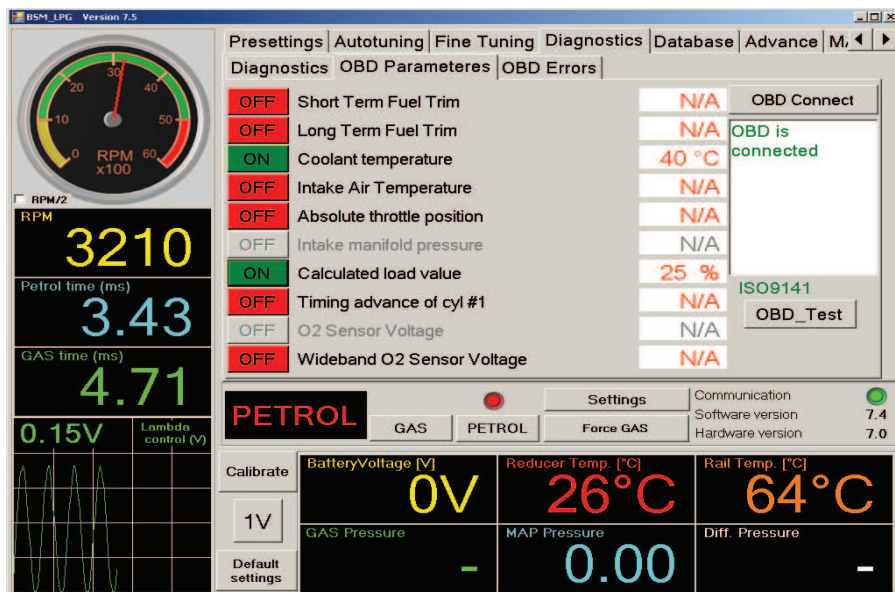 BSM_LPG Version 7.5
Presettings Autotuning Fine Tuning Diagnostics Database Advance
Diagnostics OBD Parameteres OBD Errors
0 10 20 30 40 50 60
RPM
x100
RPM/2
RPM
3210
Petrol time (ms)
3.43
GAS time (ms)
4.71
0.15V
Lambda
control (V)
OFF Short Term Fuel Trim N/A
OFF Long Term Fuel Trim N/A
ON Coolant temperature 40 °C
OFF Intake Air Temperature N/A
OFF Absolute throttle position N/A
OFF Intake manifold pressure N/A
ON Calculated load value 25 %
OFF Timing advance of cyl #1 N/A
OFF O2 Sensor Voltage N/A
OFF Wideband O2 Sensor Voltage N/A
OBD Connect
OBD is
connected
ISO9141
OBD_Test
PETROL
GAS PETROL
Settings
Force GAS
Communication
Software version 7.4
Hardware version 7.0
Calibrate
1V
Default
settings
BatteryVoltage [V]
0V
Reducer Temp. [°C]
26°C
Rail Temp. [°C]
64°C
GAS Pressure
-
MAP Pressure
0.00
Diff. Pressure
-